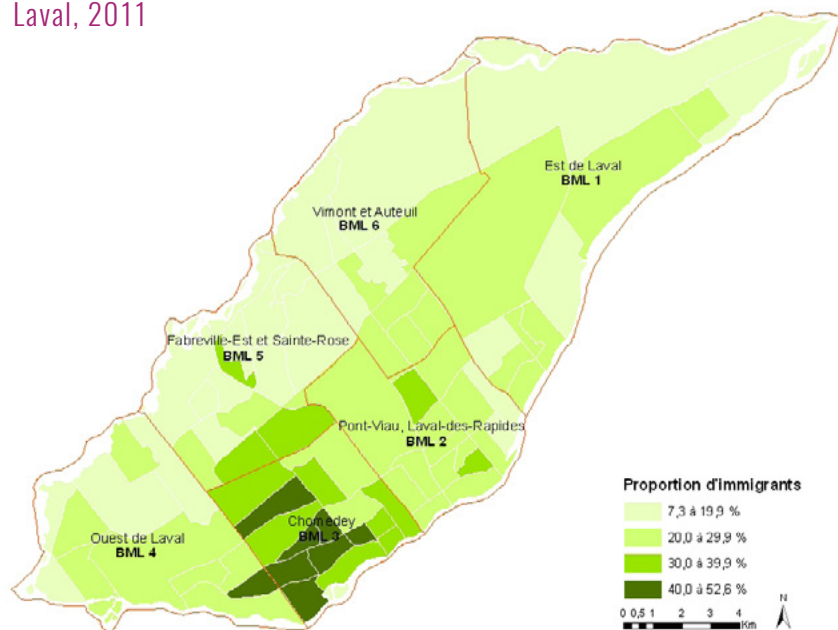 Laval, 2011
Est de Laval
BML 1
Vimont et Auteuil
BML 6
Fabreville-Est et Sainte-Rose
BML 5
Pont-Viau, Laval-des-Rapides
BML 2
Chomedey
BML 3
Ouest de Laval
BML 4
Proportion d'immigrants
7,3 à 19,9 %
20,0 à 29,9 %
30,0 à 39,9 %
40,0 à 52,6 %
0 0,5 1 2 3 4
Km
N